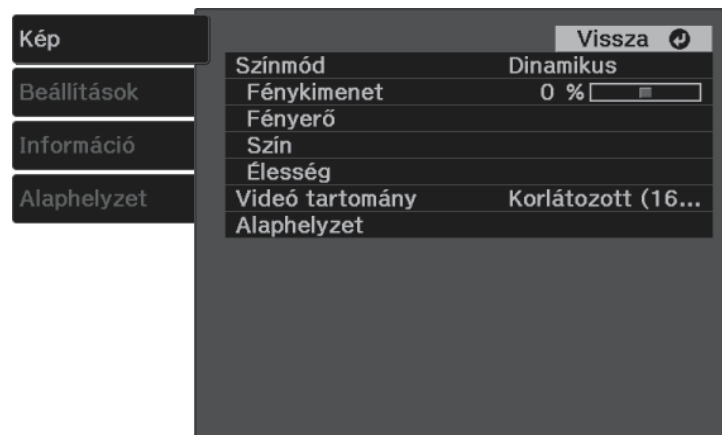 Kép
Beállítások
Információ
Alaphelyzet
Vissza
Színmód Dinamikus
Fénykimenet 0 %
Fényerő
Szín
Élesség
Videó tartomány Korlátozott (16...
Alaphelyzet